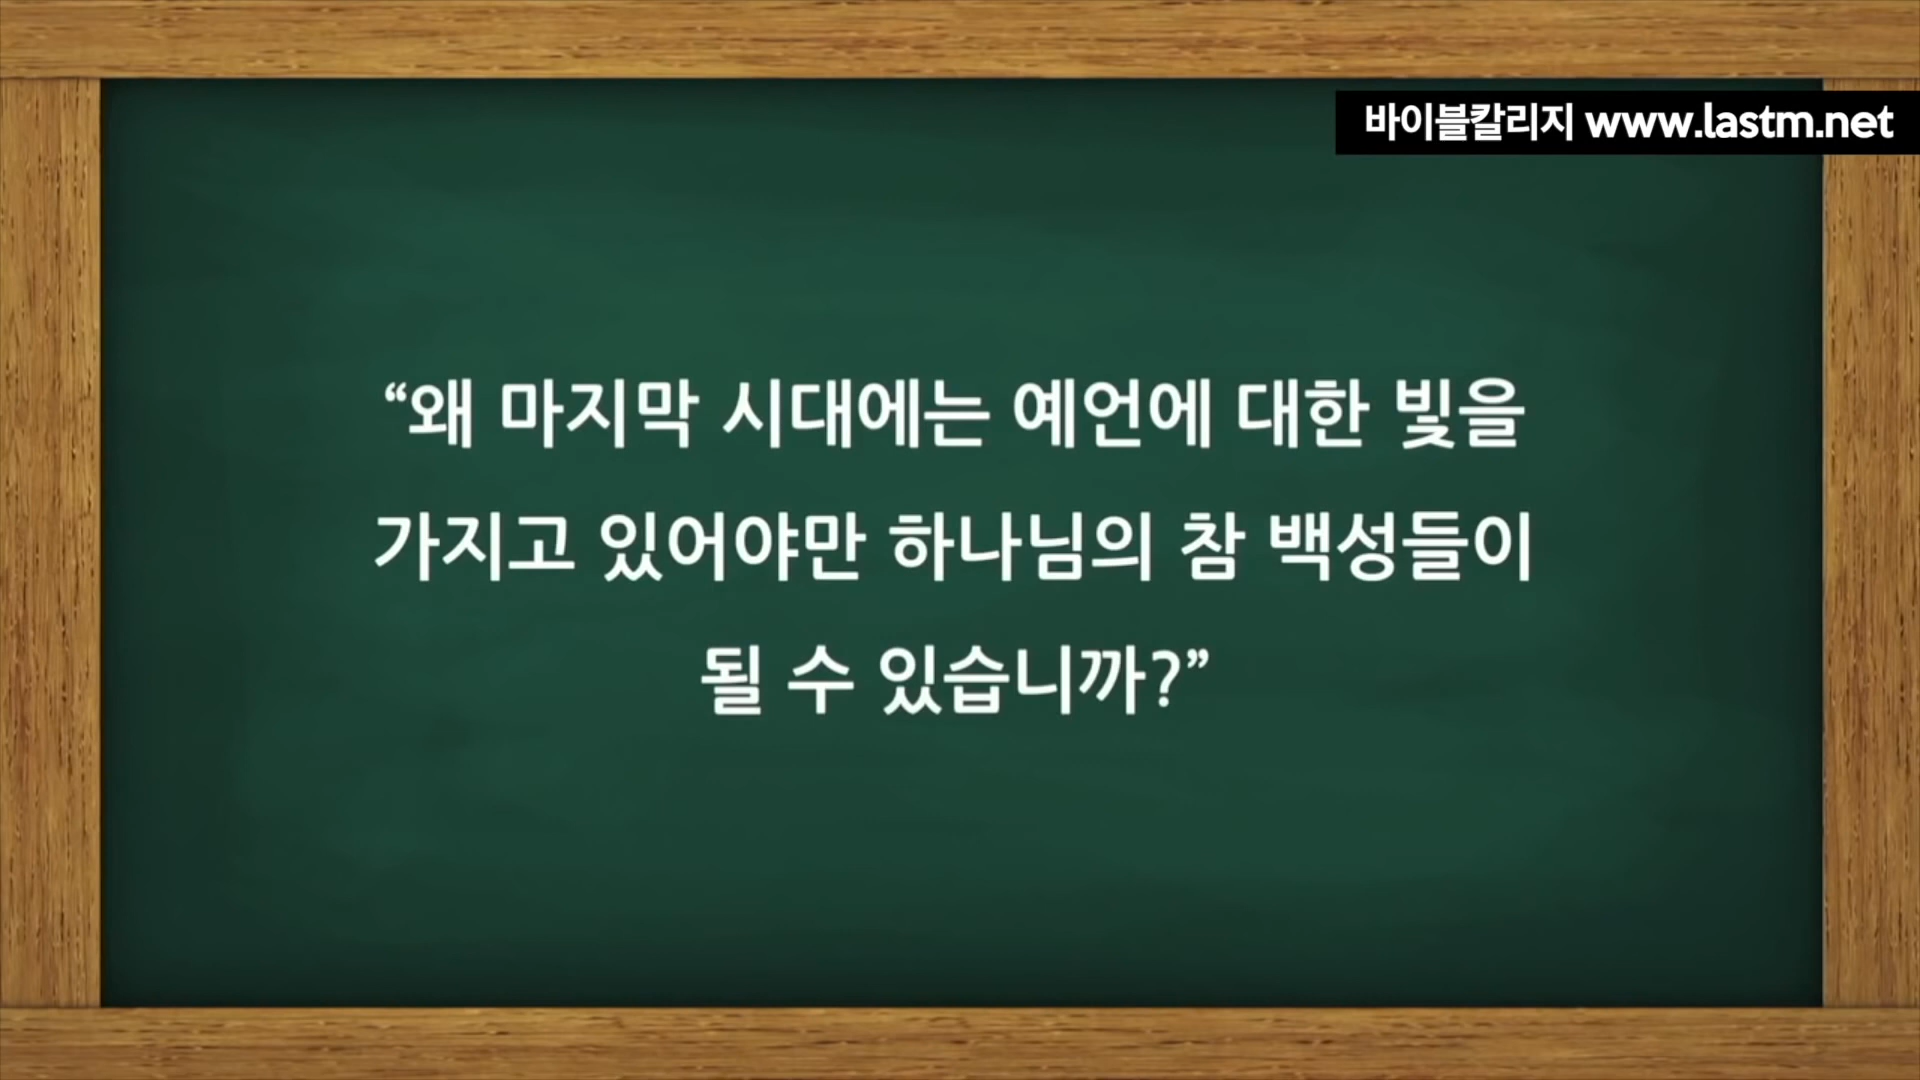 바이블칼리지 www.lastm.net
“왜 마지막 시대에는 예언에 대한 빛을
가지고 있어야만 하나님의 참 백성들이
될 수 있습니까?”